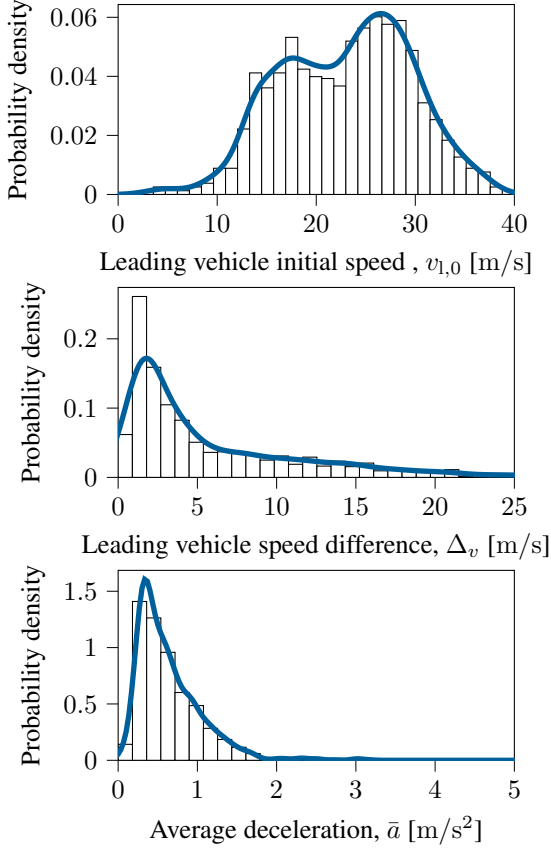 Probability density
0.06
0.04
0.02
0
0 10 20 30 40
Leading vehicle initial speed , v_{l,0} [m/s]
Probability density
0.2
0.1
0
0 5 10 15 20 25
Leading vehicle speed difference, Δ_v [m/s]
Probability density
1.5
1
0.5
0
0 1 2 3 4 5
Average deceleration, ā [m/s²]